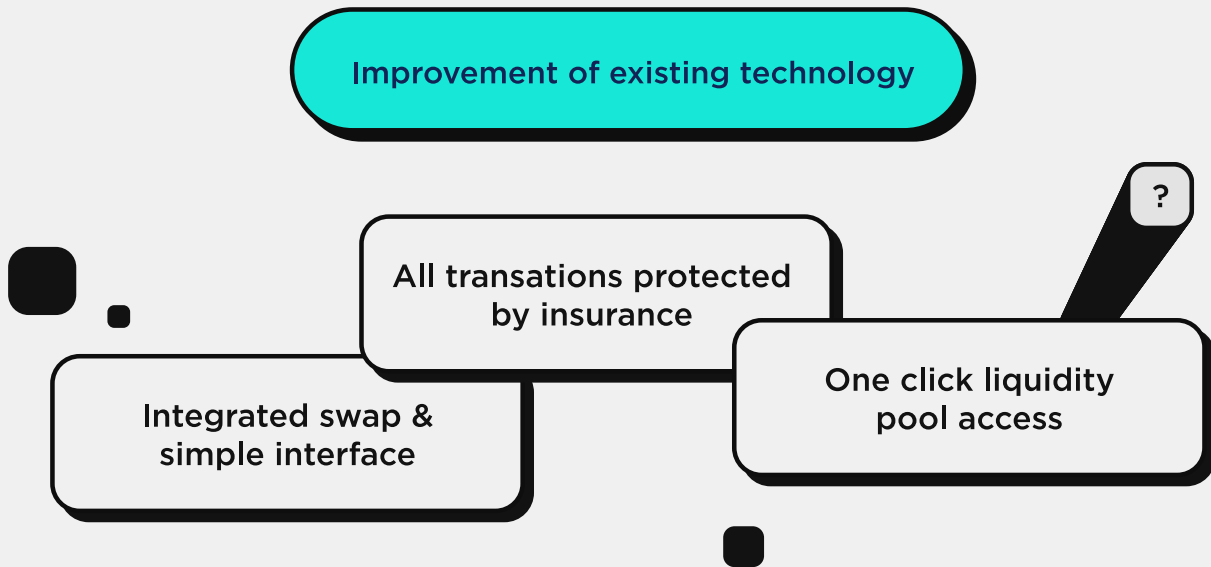 Improvement of existing technology
?
All transations protected
by insurance
One click liquidity
pool access
Integrated swap &
simple interface